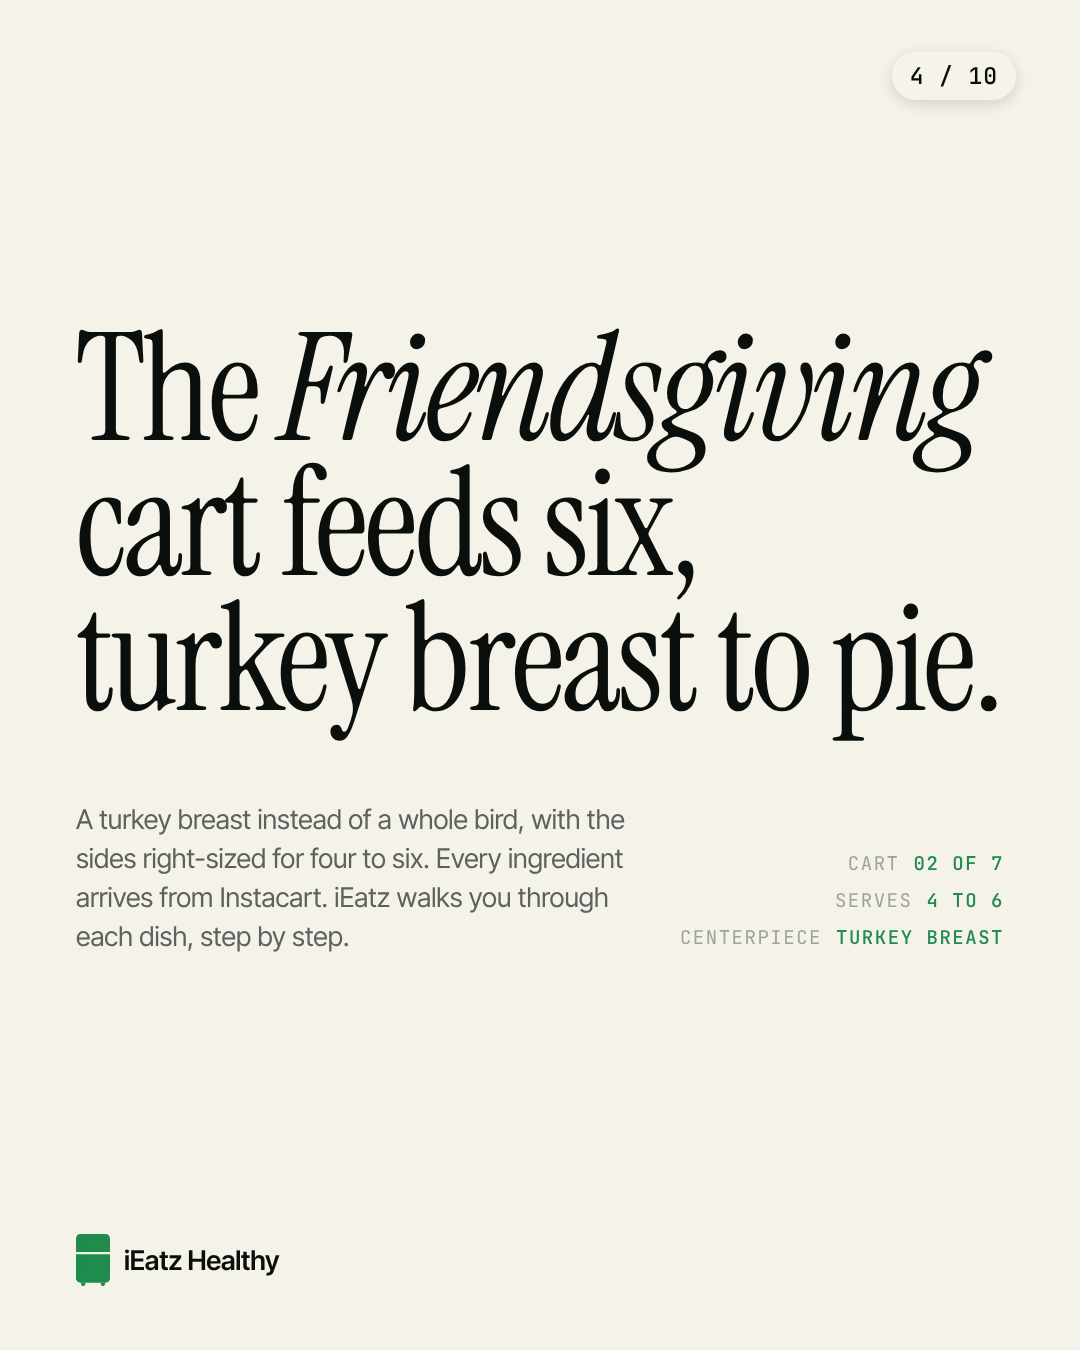 4 / 10
The Friendsgiving
cart feeds six,
turkey breast to pie.
A turkey breast instead of a whole bird, with the
sides right-sized for four to six. Every ingredient
arrives from Instacart. iEatz walks you through
each dish, step by step.
CART 02 OF 7
SERVES 4 TO 6
CENTERPIECE TURKEY BREAST
iEatz Healthy